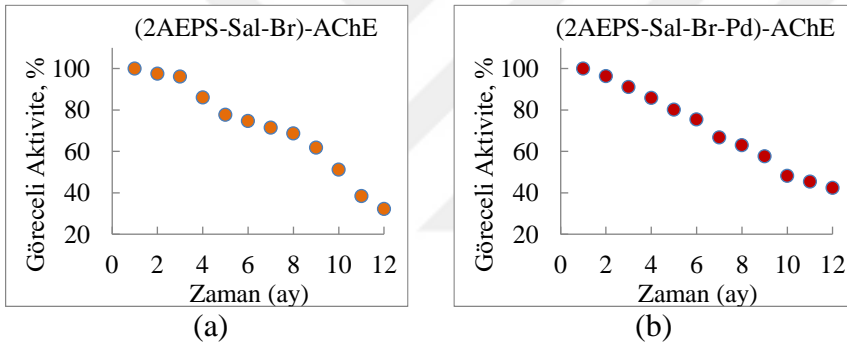 (2AEPS-Sal-Br)-AChE
Göreceli Aktivite, %
100
80
60
40
20
0 2 4 6 8 10 12
Zaman (ay)
(a)
(2AEPS-Sal-Br-Pd)-AChE
Göreceli Aktivite, %
100
80
60
40
20
0 2 4 6 8 10 12
Zaman (ay)
(b)